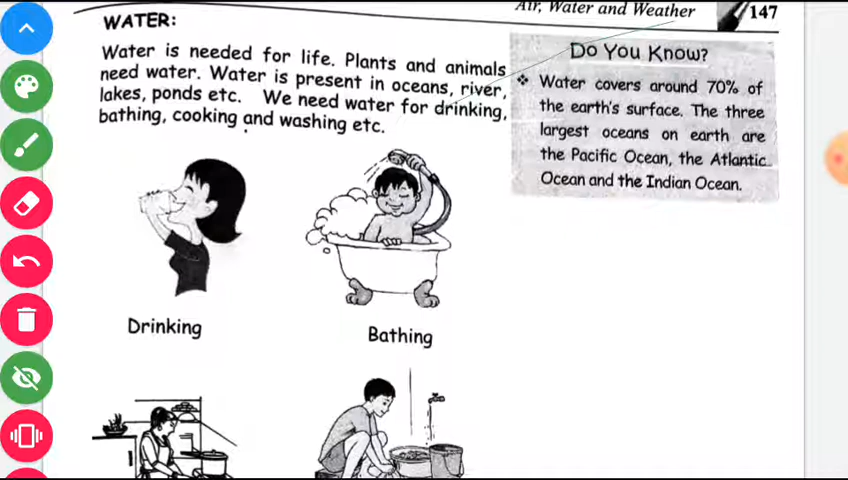 Air, Water and Weather
147
WATER:
Water is needed for life. Plants and animals
need water. Water is present in oceans, river,
lakes, ponds etc. We need water for drinking,
bathing, cooking and washing etc.
Do You Know?
❖ Water covers around 70% of
the earth's surface. The three
largest oceans on earth are
the Pacific Ocean, the Atlantic
Ocean and the Indian Ocean.
Drinking
Bathing